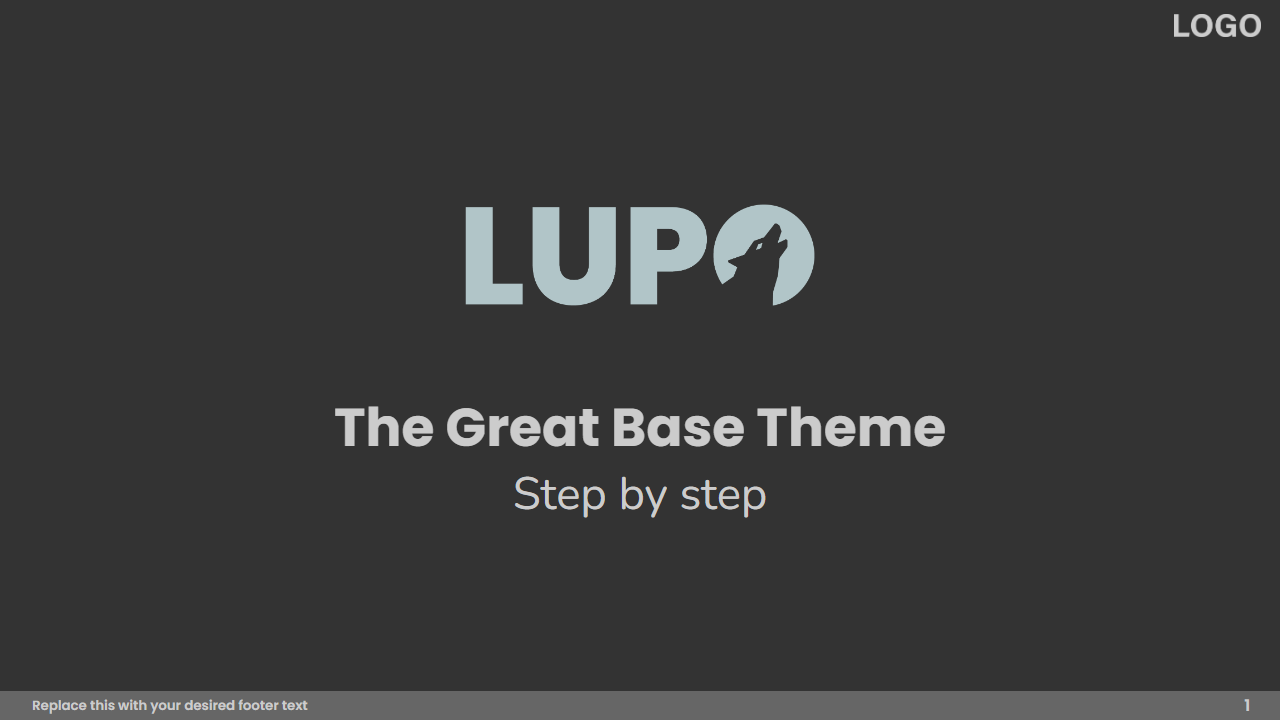 LOGO
LUPO
The Great Base Theme
Step by step
Replace this with your desired footer text
1